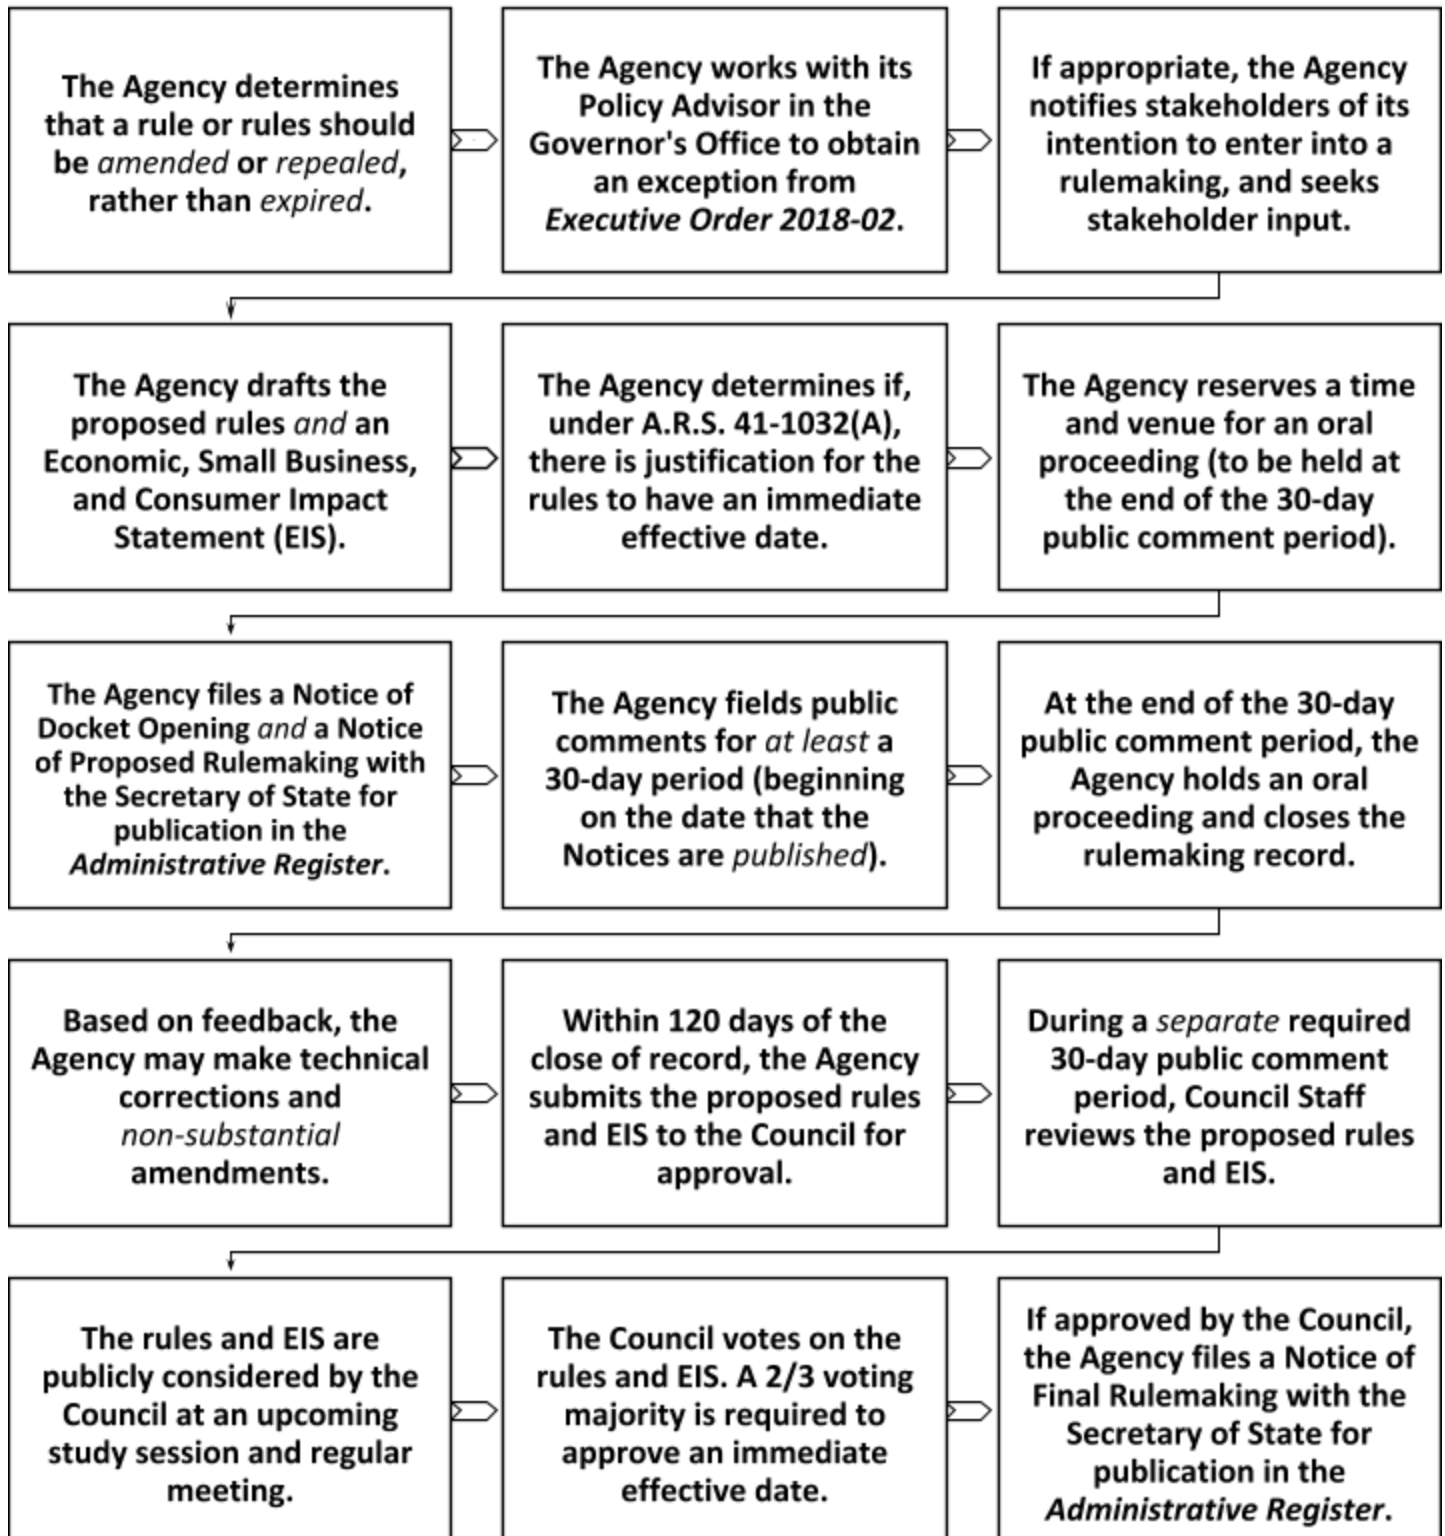 The Agency determines
that a rule or rules should
be amended or repealed,
rather than expired.
The Agency works with its
Policy Advisor in the
Governor's Office to obtain
an exception from
Executive Order 2018-02.
If appropriate, the Agency
notifies stakeholders of its
intention to enter into a
rulemaking, and seeks
stakeholder input.
The Agency drafts the
proposed rules and an
Economic, Small Business,
and Consumer Impact
Statement (EIS).
The Agency determines if,
under A.R.S. 41-1032(A),
there is justification for the
rules to have an immediate
effective date.
The Agency reserves a time
and venue for an oral
proceeding (to be held at
the end of the 30-day
public comment period).
The Agency files a Notice of
Docket Opening and a Notice
of Proposed Rulemaking with
the Secretary of State for
publication in the
Administrative Register.
The Agency fields public
comments for at least a
30-day period (beginning
on the date that the
Notices are published).
At the end of the 30-day
public comment period, the
Agency holds an oral
proceeding and closes the
rulemaking record.
Based on feedback, the
Agency may make technical
corrections and
non-substantial
amendments.
Within 120 days of the
close of record, the Agency
submits the proposed rules
and EIS to the Council for
approval.
During a separate required
30-day public comment
period, Council Staff
reviews the proposed rules
and EIS.
The rules and EIS are
publicly considered by the
Council at an upcoming
study session and regular
meeting.
The Council votes on the
rules and EIS. A 2/3 voting
majority is required to
approve an immediate
effective date.
If approved by the Council,
the Agency files a Notice of
Final Rulemaking with the
Secretary of State for
publication in the
Administrative Register.